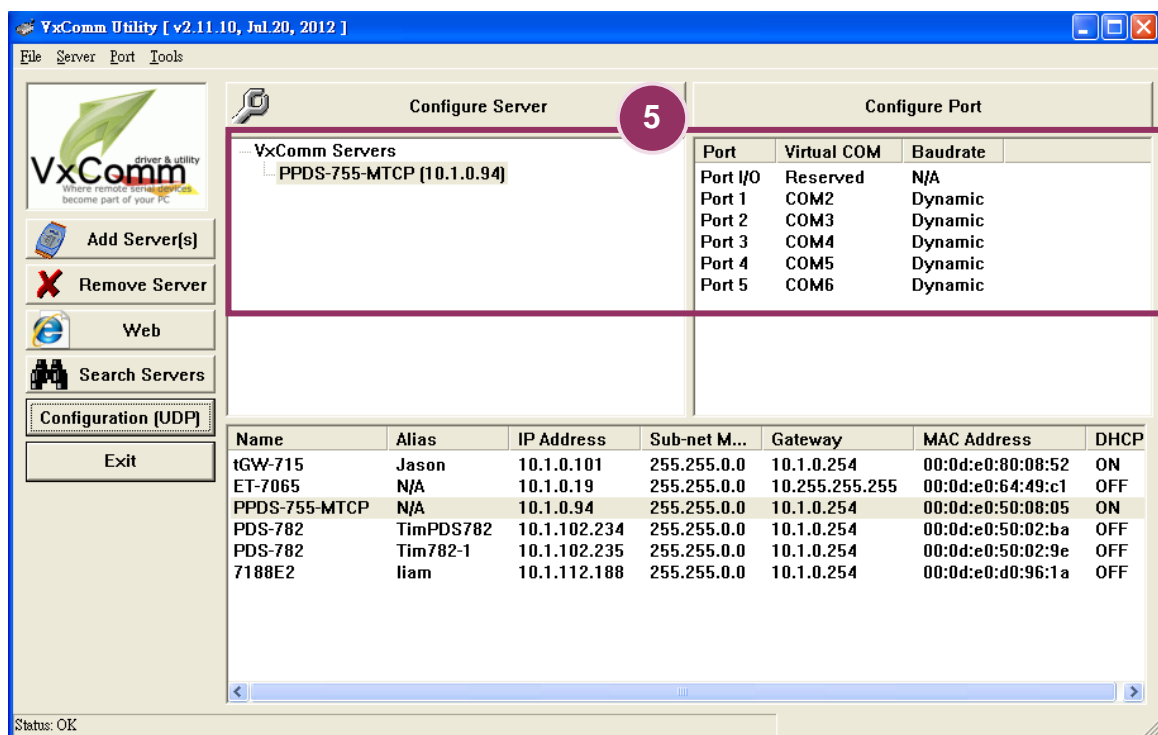 VxComm Utility [ v2.11.10, Jul.20, 2012 ]
File Server Port Tools
VxComm
driver & utility
Where remote serial devices
become part of your PC
Add Server(s)
Remove Server
Web
Search Servers
Configuration (UDP)
Exit
Configure Server
5
Configure Port
VxComm Servers
PPDS-755-MTCP (10.1.0.94)
Port Virtual COM Baudrate
Port I/O Reserved N/A
Port 1 COM2 Dynamic
Port 2 COM3 Dynamic
Port 3 COM4 Dynamic
Port 4 COM5 Dynamic
Port 5 COM6 Dynamic
Name Alias IP Address Sub-net M... Gateway MAC Address DHCP
tGW-715 Jason 10.1.0.101 255.255.0.0 10.1.0.254 00:0d:e0:80:08:52 ON
ET-7065 N/A 10.1.0.19 255.255.0.0 10.255.255.255 00:0d:e0:64:49:c1 OFF
PPDS-755-MTCP N/A 10.1.0.94 255.255.0.0 10.1.0.254 00:0d:e0:50:08:05 ON
PDS-782 TimPDS782 10.1.102.234 255.255.0.0 10.1.0.254 00:0d:e0:50:02:ba OFF
PDS-782 Tim782-1 10.1.102.235 255.255.0.0 10.1.0.254 00:0d:e0:50:02:9e OFF
7188E2 liam 10.1.112.188 255.255.0.0 10.1.0.254 00:0d:e0:d0:96:1a OFF
Status: OK